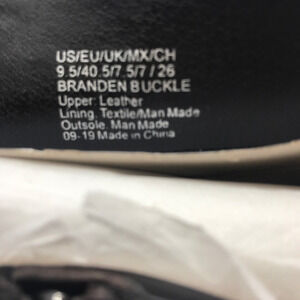 US/EU/UK/MX/CH
9.5/40.5/7.5/7 / 26
BRANDEN BUCKLE
Upper: Leather
Lining. Textile/Man Made
Outsole. Man Made
09-19 Made in China